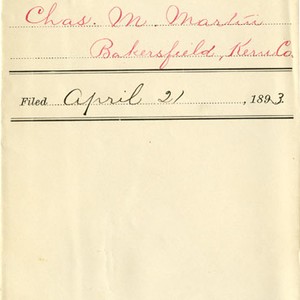 Chas. M. Martin
Bakersfield, Kern Co.
Filed April 21, 1893.